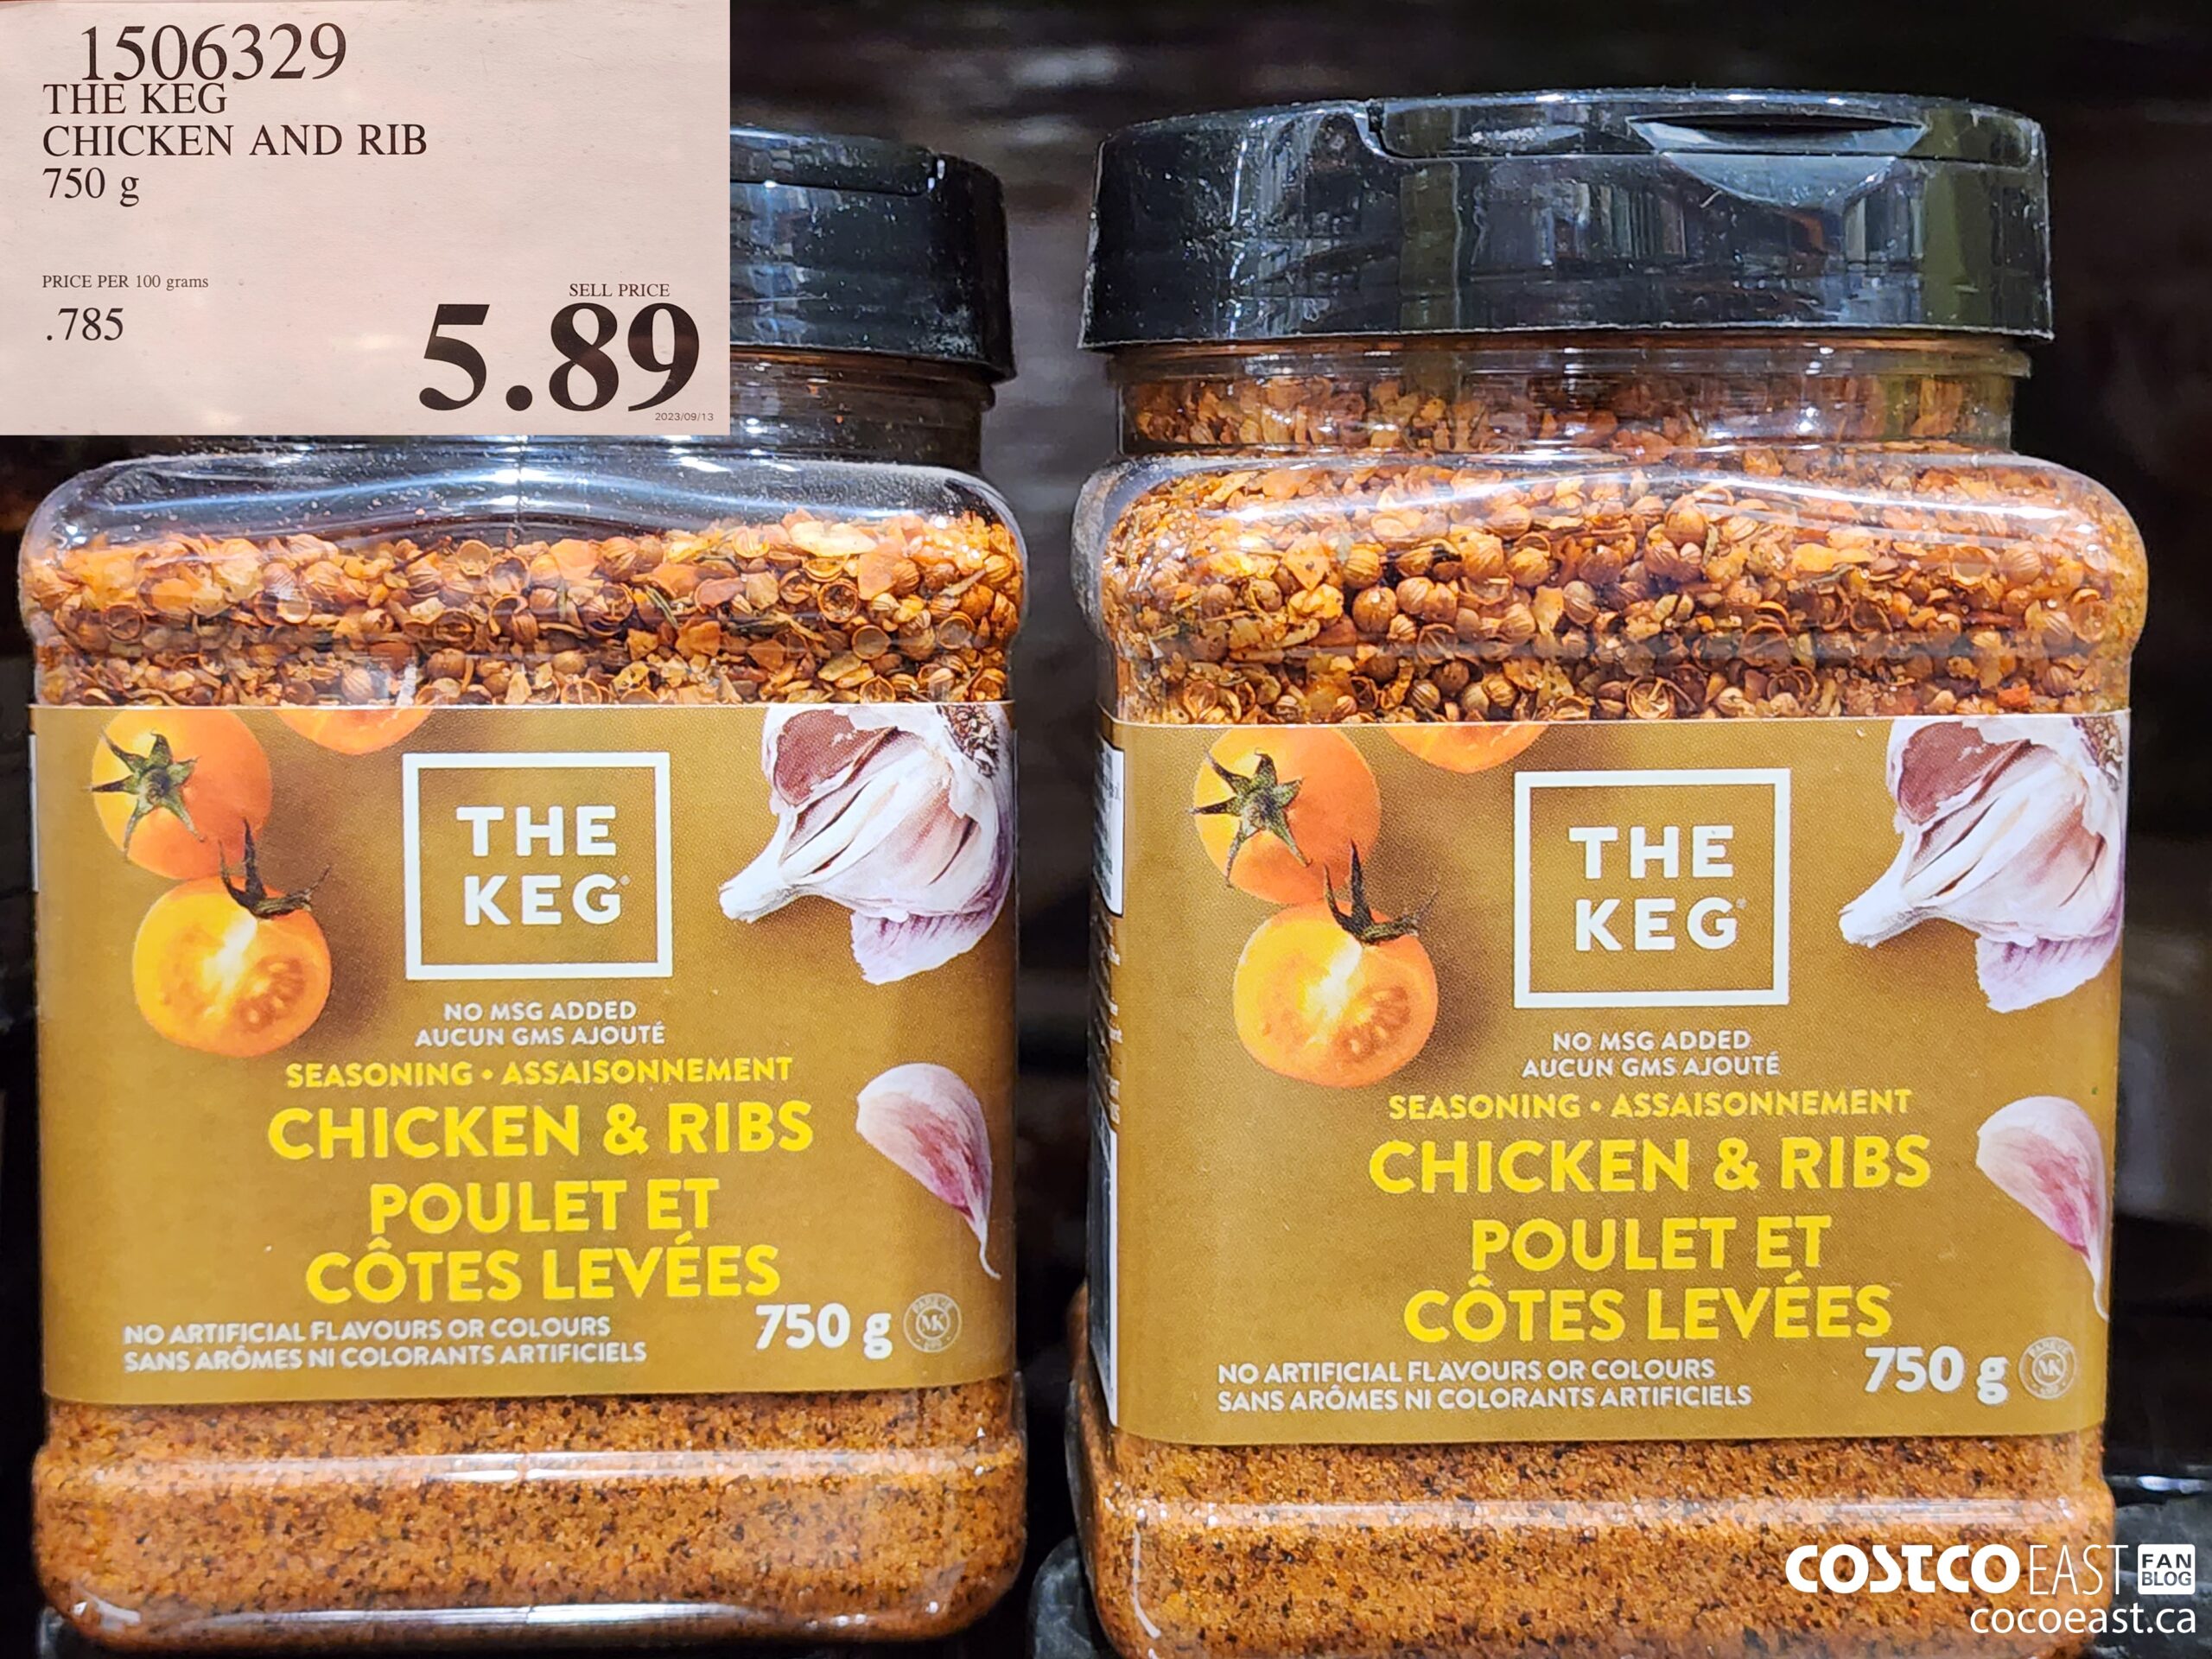 1506329
THE KEG
CHICKEN AND RIB
750 g
PRICE PER 100 grams
.785
SELL PRICE
5.89
2023/09/13
THE
KEG
NO MSG ADDED
AUCUN GMS AJOUTÉ
SEASONING • ASSAISONNEMENT
CHICKEN & RIBS
POULET ET
CÔTES LEVÉES
750 g
NO ARTIFICIAL FLAVOURS OR COLOURS
SANS ARÔMES NI COLORANTS ARTIFICIELS
MK
THE
KEG
NO MSG ADDED
AUCUN GMS AJOUTÉ
SEASONING • ASSAISONNEMENT
CHICKEN & RIBS
POULET ET
CÔTES LEVÉES
750 g
NO ARTIFICIAL FLAVOURS OR COLOURS
SANS ARÔMES NI COLORANTS ARTIFICIELS
MK
COSTCO EAST FAN BLOG
cocoeast.ca